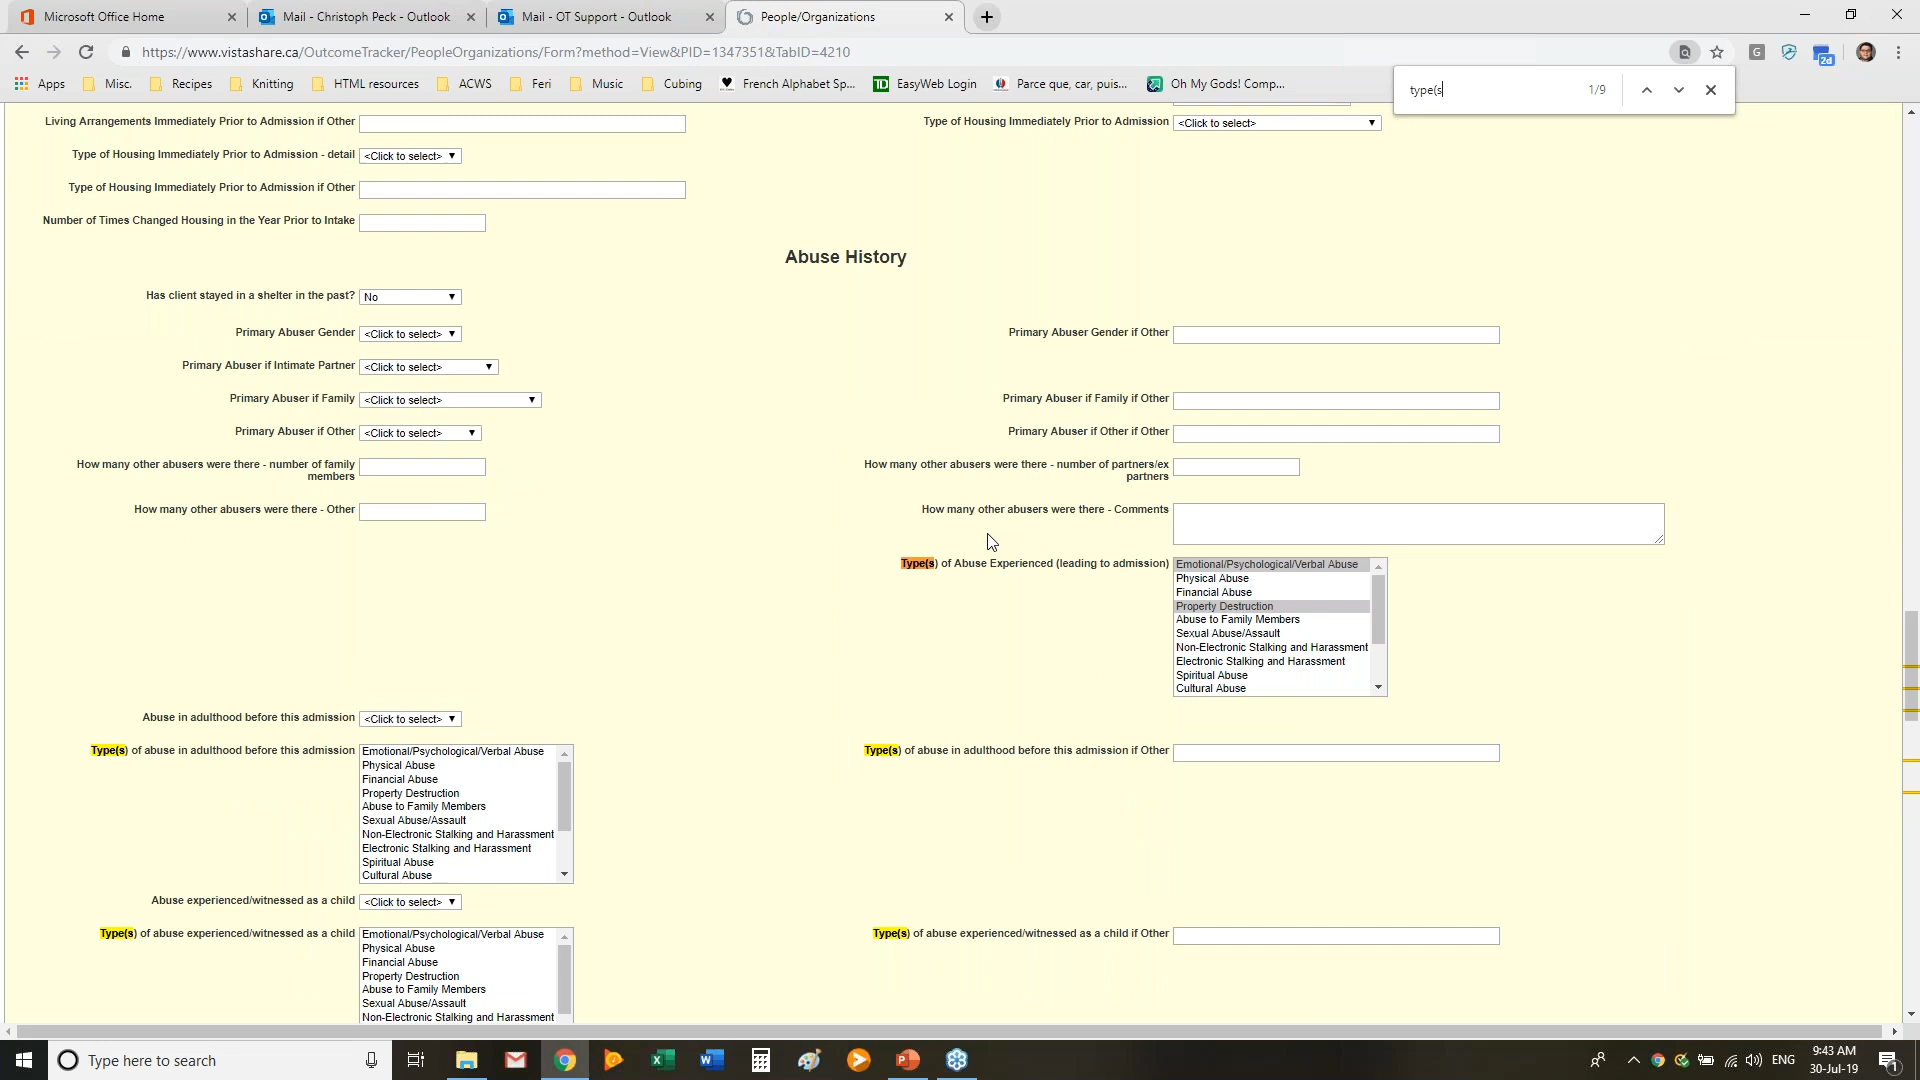 Microsoft Office Home
Mail - Christoph Peck - Outlook
Mail - OT Support - Outlook
People/Organizations
https://www.vistashare.ca/OutcomeTracker/PeopleOrganizations/Form?method=View&PID=1347351&TabID=4210
G
2d
Apps
Misc.
Recipes
Knitting
HTML resources
ACWS
Feri
Music
Cubing
French Alphabet Sp...
TD EasyWeb Login
Parce que, car, puis...
Oh My Gods! Comp...
type(s
1/9
Living Arrangements Immediately Prior to Admission if Other
Type of Housing Immediately Prior to Admission <Click to select>
Type of Housing Immediately Prior to Admission - detail <Click to select>
Type of Housing Immediately Prior to Admission if Other
Number of Times Changed Housing in the Year Prior to Intake
Abuse History
Has client stayed in a shelter in the past? No
Primary Abuser Gender <Click to select>
Primary Abuser Gender if Other
Primary Abuser if Intimate Partner <Click to select>
Primary Abuser if Family <Click to select>
Primary Abuser if Family if Other
Primary Abuser if Other <Click to select>
Primary Abuser if Other if Other
How many other abusers were there - number of family
members
How many other abusers were there - number of partners/ex
partners
How many other abusers were there - Other
How many other abusers were there - Comments
Type(s) of Abuse Experienced (leading to admission)
Emotional/Psychological/Verbal Abuse
Physical Abuse
Financial Abuse
Property Destruction
Abuse to Family Members
Sexual Abuse/Assault
Non-Electronic Stalking and Harassment
Electronic Stalking and Harassment
Spiritual Abuse
Cultural Abuse
Abuse in adulthood before this admission <Click to select>
Type(s) of abuse in adulthood before this admission
Emotional/Psychological/Verbal Abuse
Physical Abuse
Financial Abuse
Property Destruction
Abuse to Family Members
Sexual Abuse/Assault
Non-Electronic Stalking and Harassment
Electronic Stalking and Harassment
Spiritual Abuse
Cultural Abuse
Type(s) of abuse in adulthood before this admission if Other
Abuse experienced/witnessed as a child <Click to select>
Type(s) of abuse experienced/witnessed as a child
Emotional/Psychological/Verbal Abuse
Physical Abuse
Financial Abuse
Property Destruction
Abuse to Family Members
Sexual Abuse/Assault
Non-Electronic Stalking and Harassment
Type(s) of abuse experienced/witnessed as a child if Other
Type here to search
ENG
9:43 AM
30-Jul-19
1